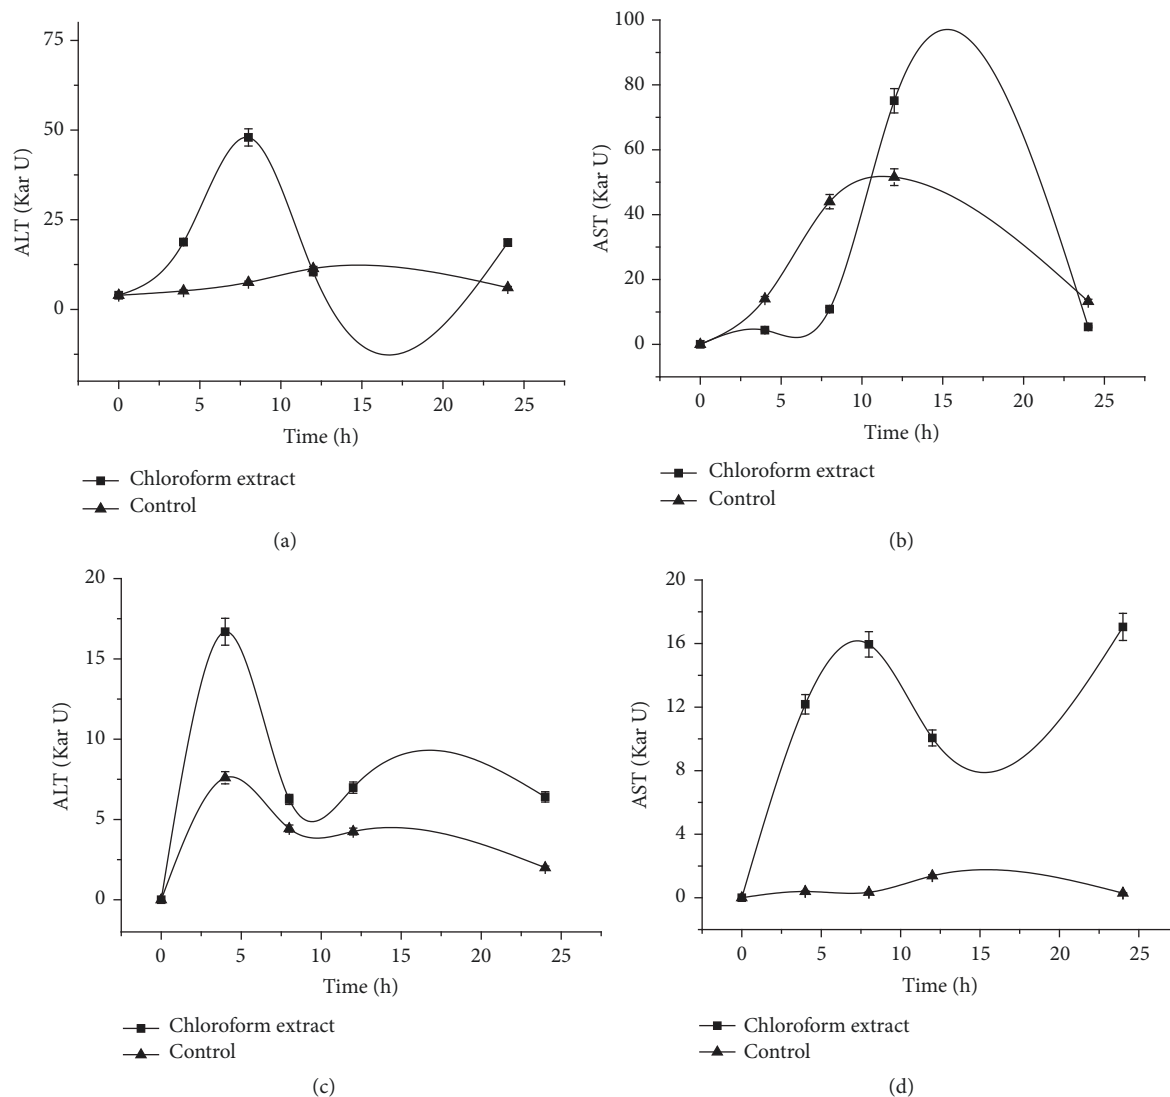 75
50
25
0
ALT (Kar U)
0 5 10 15 20 25
Time (h)
Chloroform extract
Control
(a)
100
80
60
40
20
0
AST (Kar U)
0 5 10 15 20 25
Time (h)
Chloroform extract
Control
(b)
20
15
10
5
0
ALT (Kar U)
0 5 10 15 20 25
Time (h)
Chloroform extract
Control
(c)
20
16
12
8
4
0
AST (Kar U)
0 5 10 15 20 25
Time (h)
Chloroform extract
Control
(d)